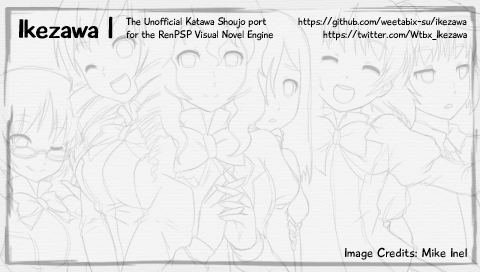 Ikezawa |
The Unofficial Katawa Shoujo port
for the RenPSP Visual Novel Engine
https://github.com/weetabix-su/ikezawa
https://twitter.com/Wtbx_Ikezawa
Image Credits: Mike Inel